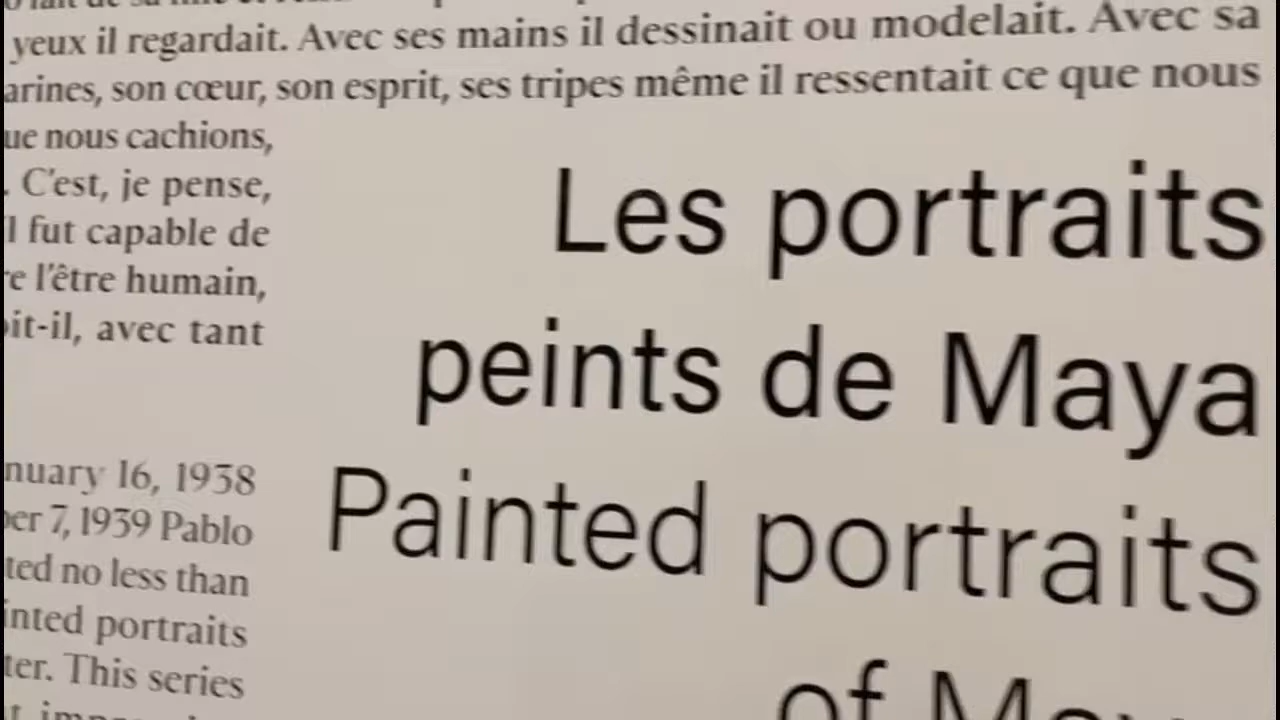 yeux il regardait. Avec ses mains il dessinait ou modelait. Avec sa
arines, son cœur, son esprit, ses tripes même il ressentait ce que nous
ue nous cachions,
. C'est, je pense,
l fut capable de
re l'être humain,
oit-il, avec tant
Les portraits
peints de Maya
Painted portraits
of
nuary 16, 1938
er 7, 1939 Pablo
ted no less than
inted portraits
ter. This series